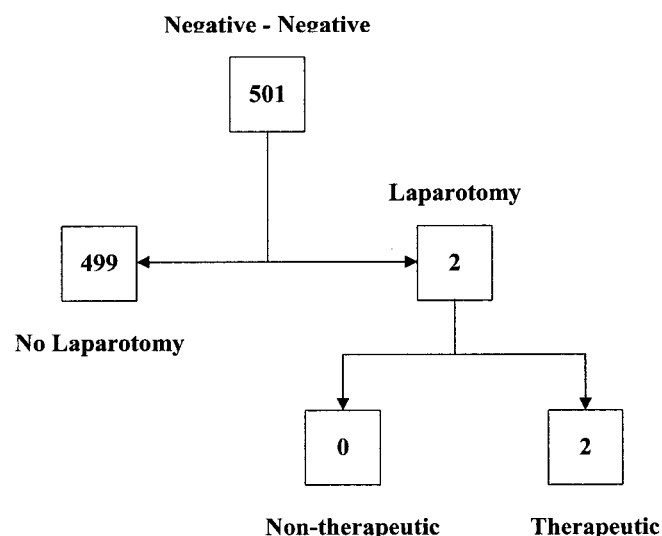 Negative - Negative
501
Laparotomy
499
2
No Laparotomy
0
2
Non-therapeutic
Therapeutic